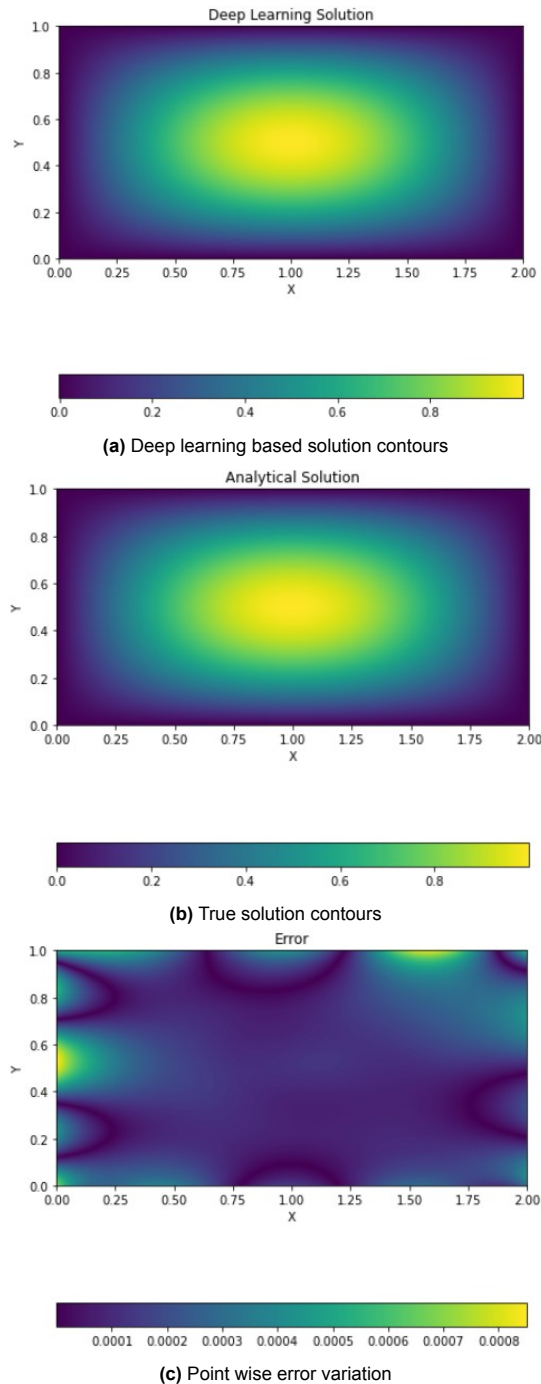 Deep Learning Solution
1.0
0.8
0.6
Y
0.4
0.2
0.0
0.00 0.25 0.50 0.75 1.00 1.25 1.50 1.75 2.00
X
0.0 0.2 0.4 0.6 0.8
(a) Deep learning based solution contours
Analytical Solution
1.0
0.8
0.6
Y
0.4
0.2
0.0
0.00 0.25 0.50 0.75 1.00 1.25 1.50 1.75 2.00
X
0.0 0.2 0.4 0.6 0.8
(b) True solution contours
Error
1.0
0.8
0.6
Y
0.4
0.2
0.0
0.00 0.25 0.50 0.75 1.00 1.25 1.50 1.75 2.00
X
0.0001 0.0002 0.0003 0.0004 0.0005 0.0006 0.0007 0.0008
(c) Point wise error variation